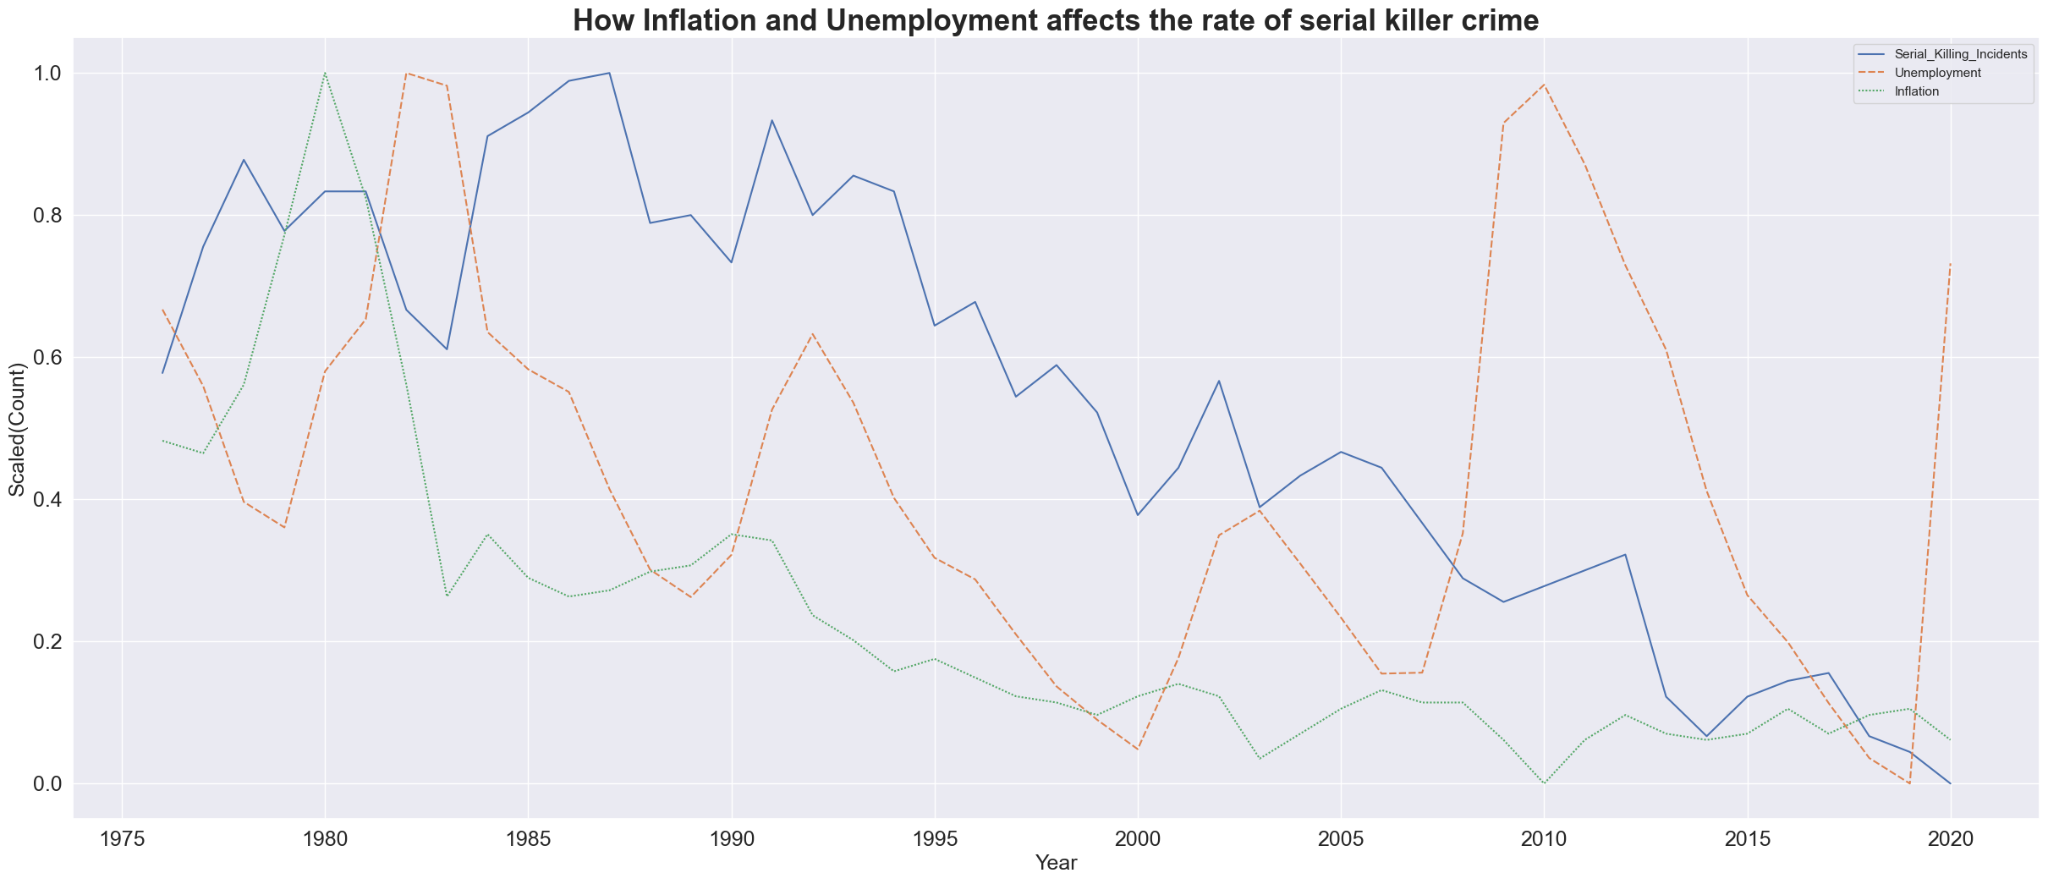 How Inflation and Unemployment affects the rate of serial killer crime
Serial_Killing_Incidents
Unemployment
Inflation
1.0
0.8
0.6
0.4
0.2
0.0
Scaled(Count)
1975 1980 1985 1990 1995 2000 2005 2010 2015 2020
Year